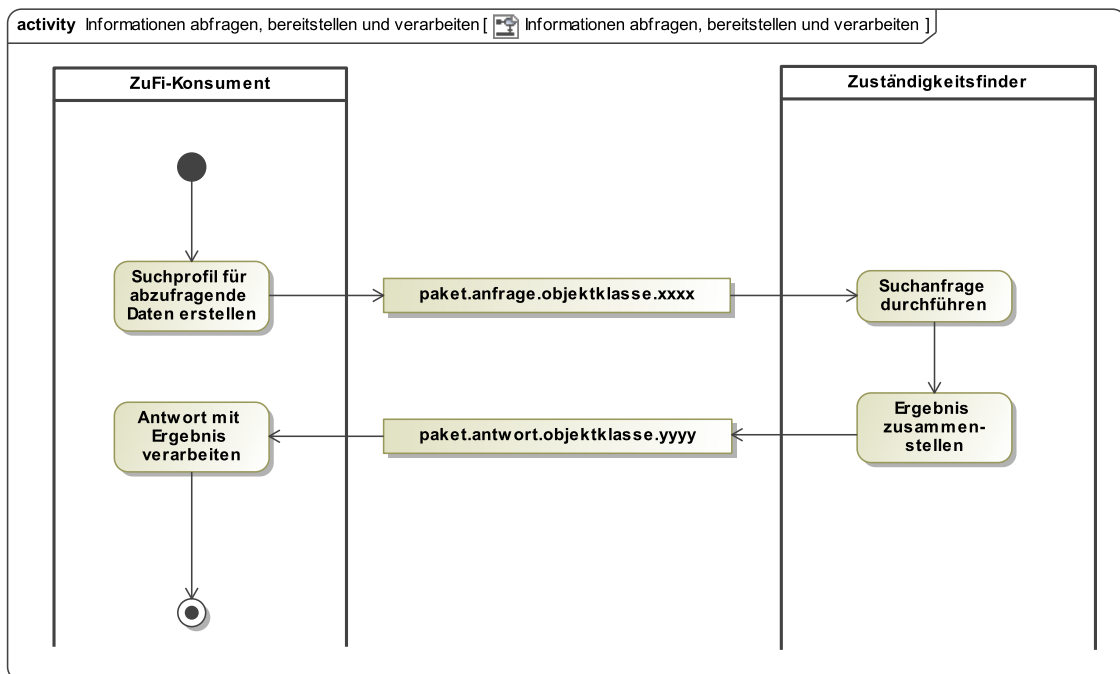 activity Informationen abfragen, bereitstellen und verarbeiten [ Informationen abfragen, bereitstellen und verarbeiten ]
ZuFi-Konsument
Zuständigkeitsfinder
Suchprofil für
abzufragende
Daten erstellen
paket.anfrage.objektklasse.xxxx
Suchanfrage
durchführen
Antwort mit
Ergebnis
verarbeiten
paket.antwort.objektklasse.yyyy
Ergebnis
zusammen-
stellen